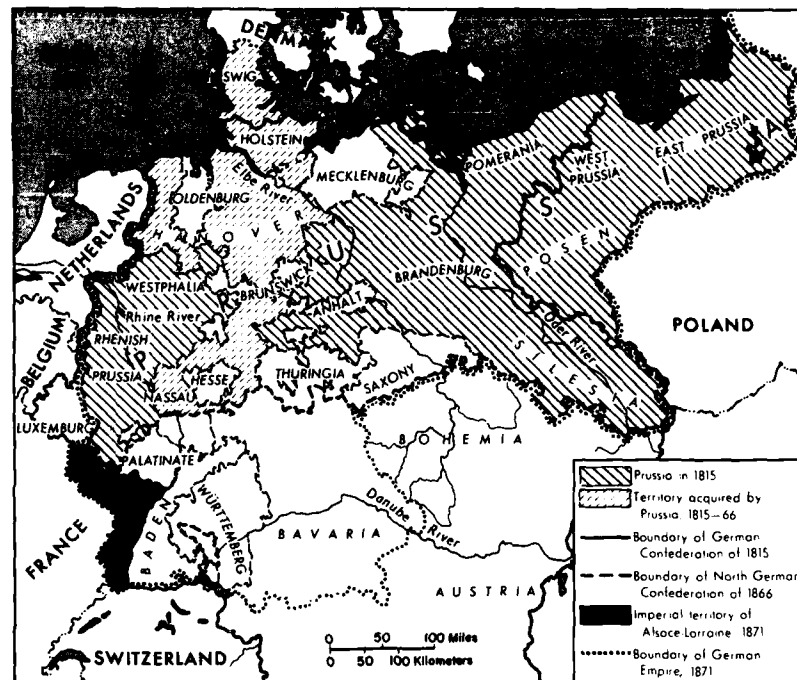 DENMARK
SWIG
HOLSTEIN
MECKLENBURG
POMERANIA
WEST
PRUSSIA
EAST PRUSSIA
Elbe River
OLDENBURG
HANOVER
NETHERLANDS
PRUSSIA
POSEN
BRANDENBURG
BRUNSWICK
WESTPHALIA
Rhine River
ANHALT
RHENISH
PRUSSIA
BELGIUM
Oder River
POLAND
SILESIA
HESSE
NASSAU
THURINGIA
SAXONY
LUXEMBURG
BOHEMIA
PALATINATE
WÜRTTEMBERG
BADEN
Danube River
BAVARIA
FRANCE
AUSTRIA
SWITZERLAND
0 50 100 Miles
0 50 100 Kilometers
Prussia in 1815
Territory acquired by
Prussia, 1815–66
Boundary of German
Confederation of 1815
Boundary of North German
Confederation of 1866
Imperial territory of
Alsace-Lorraine 1871
Boundary of German
Empire, 1871